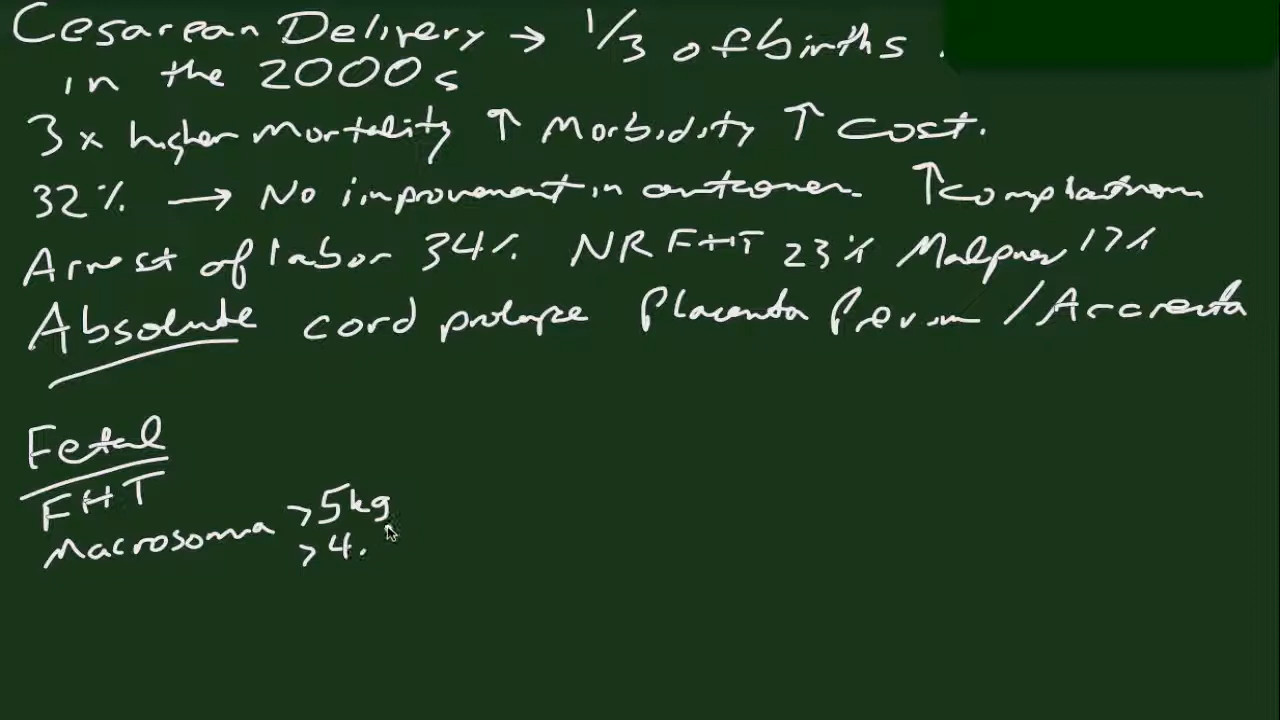 Cesarean Delivery → 1/3 of births
in the 2000s
3x higher mortality ↑ Morbidity ↑ cost.
32% → No improvement in outcomes. ↑ complications
Arrest of labor 34% NRFHT 23% Malpres 17%
Absolute cord prolapse Placenta Previa / Accreta
Fetal
FHT
Macrosomia >5kg
>4.